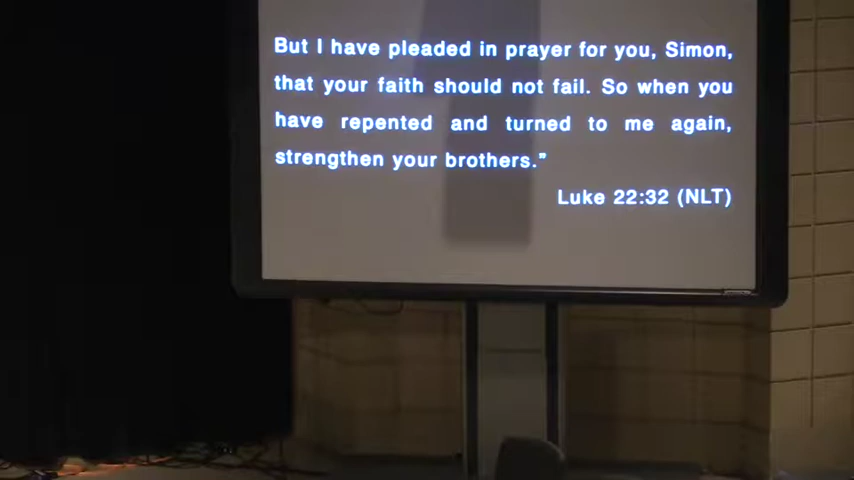 But I have pleaded in prayer for you, Simon,
that your faith should not fail. So when you
have repented and turned to me again,
strengthen your brothers.”
Luke 22:32 (NLT)